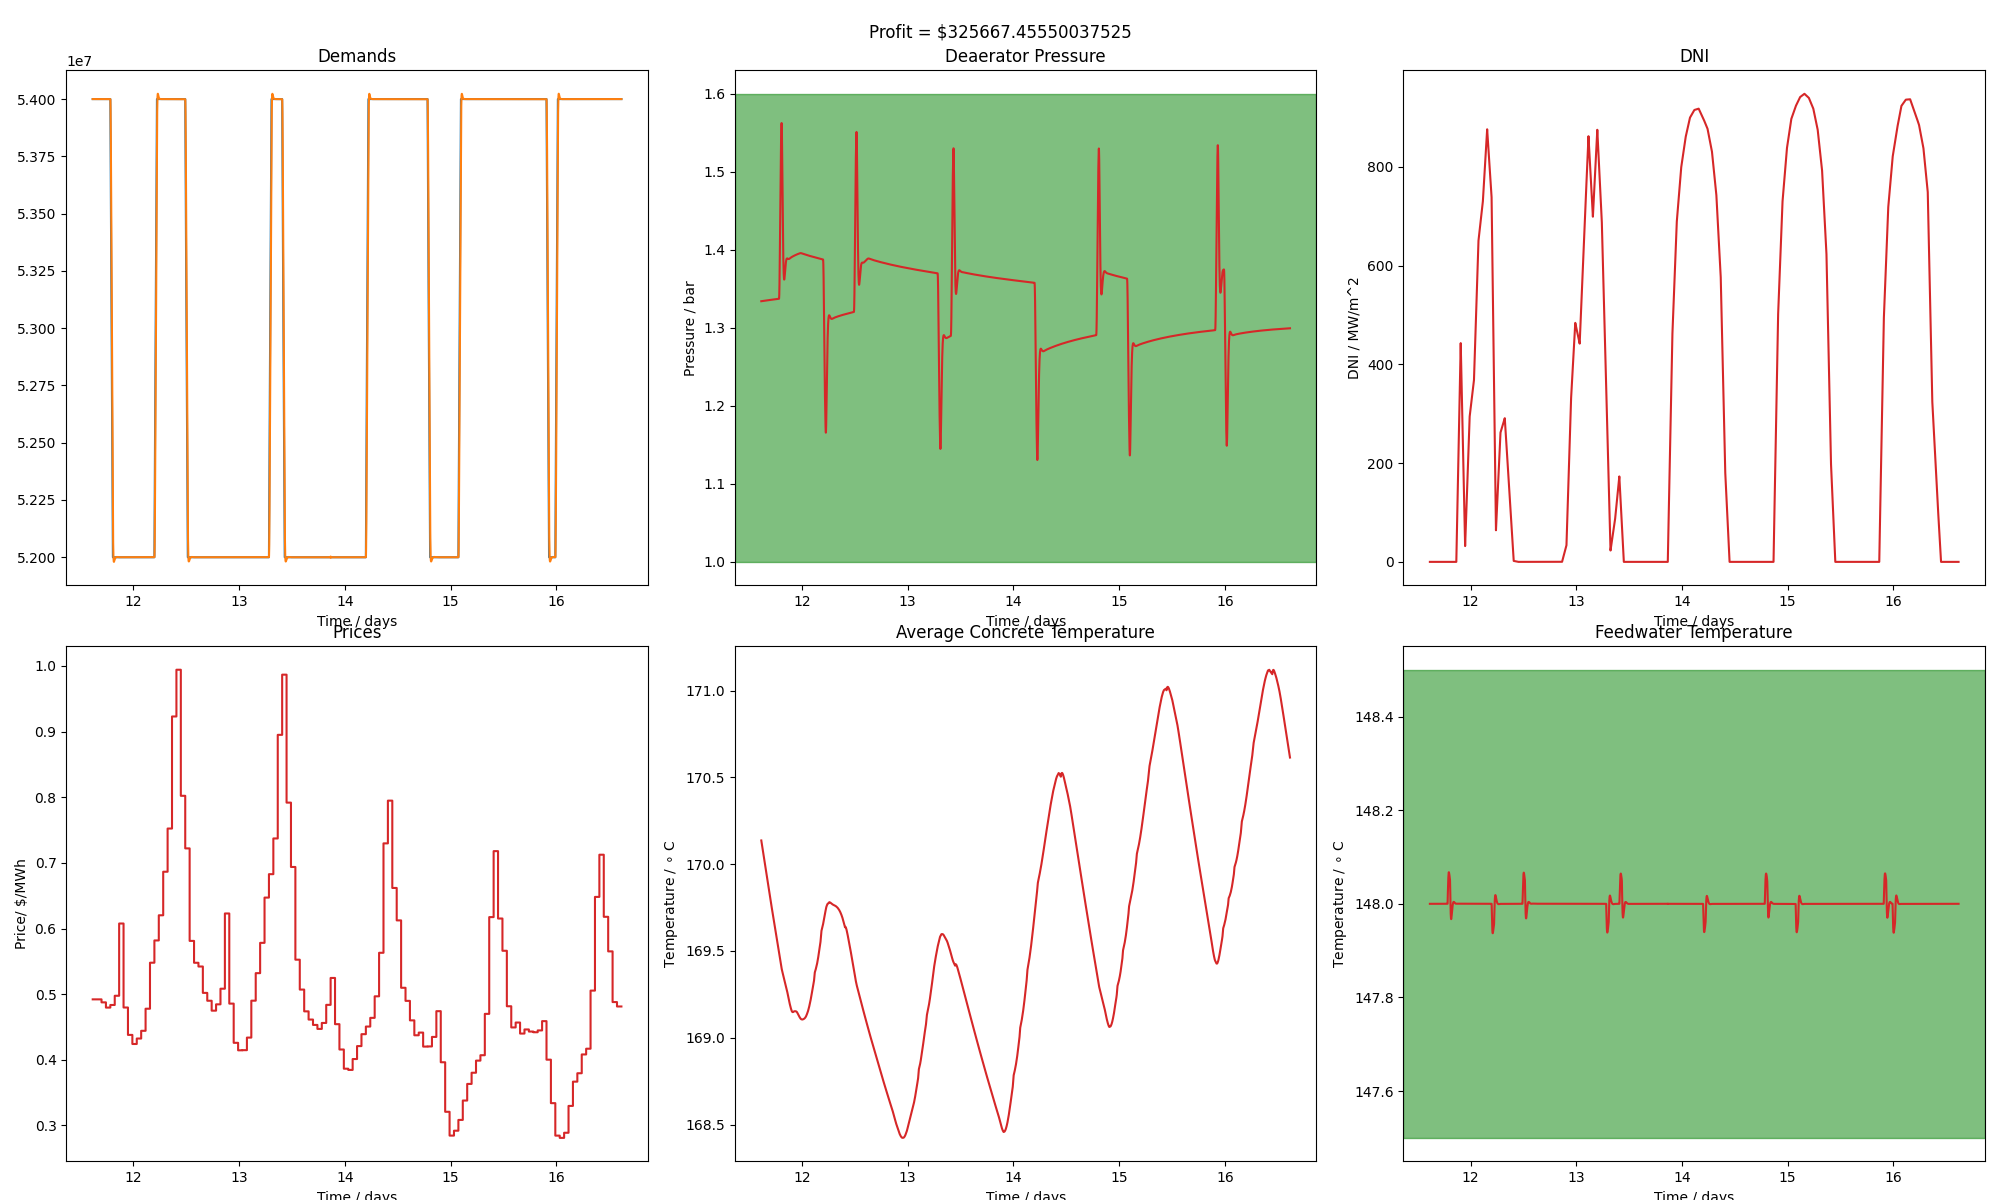 Profit = $325667.45550037525
Demands
1e7
5.400
5.375
5.350
5.325
5.300
5.275
5.250
5.225
5.200
12 13 14 15 16
Time / days
Deaerator Pressure
Pressure / bar
1.6
1.5
1.4
1.3
1.2
1.1
1.0
12 13 14 15 16
Time / days
DNI
DNI / MW/m^2
800
600
400
200
0
12 13 14 15 16
Time / days
Prices
Price/ $/MWh
1.0
0.9
0.8
0.7
0.6
0.5
0.4
0.3
12 13 14 15 16
Time / days
Average Concrete Temperature
Temperature / ∘ C
171.0
170.5
170.0
169.5
169.0
168.5
12 13 14 15 16
Time / days
Feedwater Temperature
Temperature / ∘ C
148.4
148.2
148.0
147.8
147.6
12 13 14 15 16
Time / days